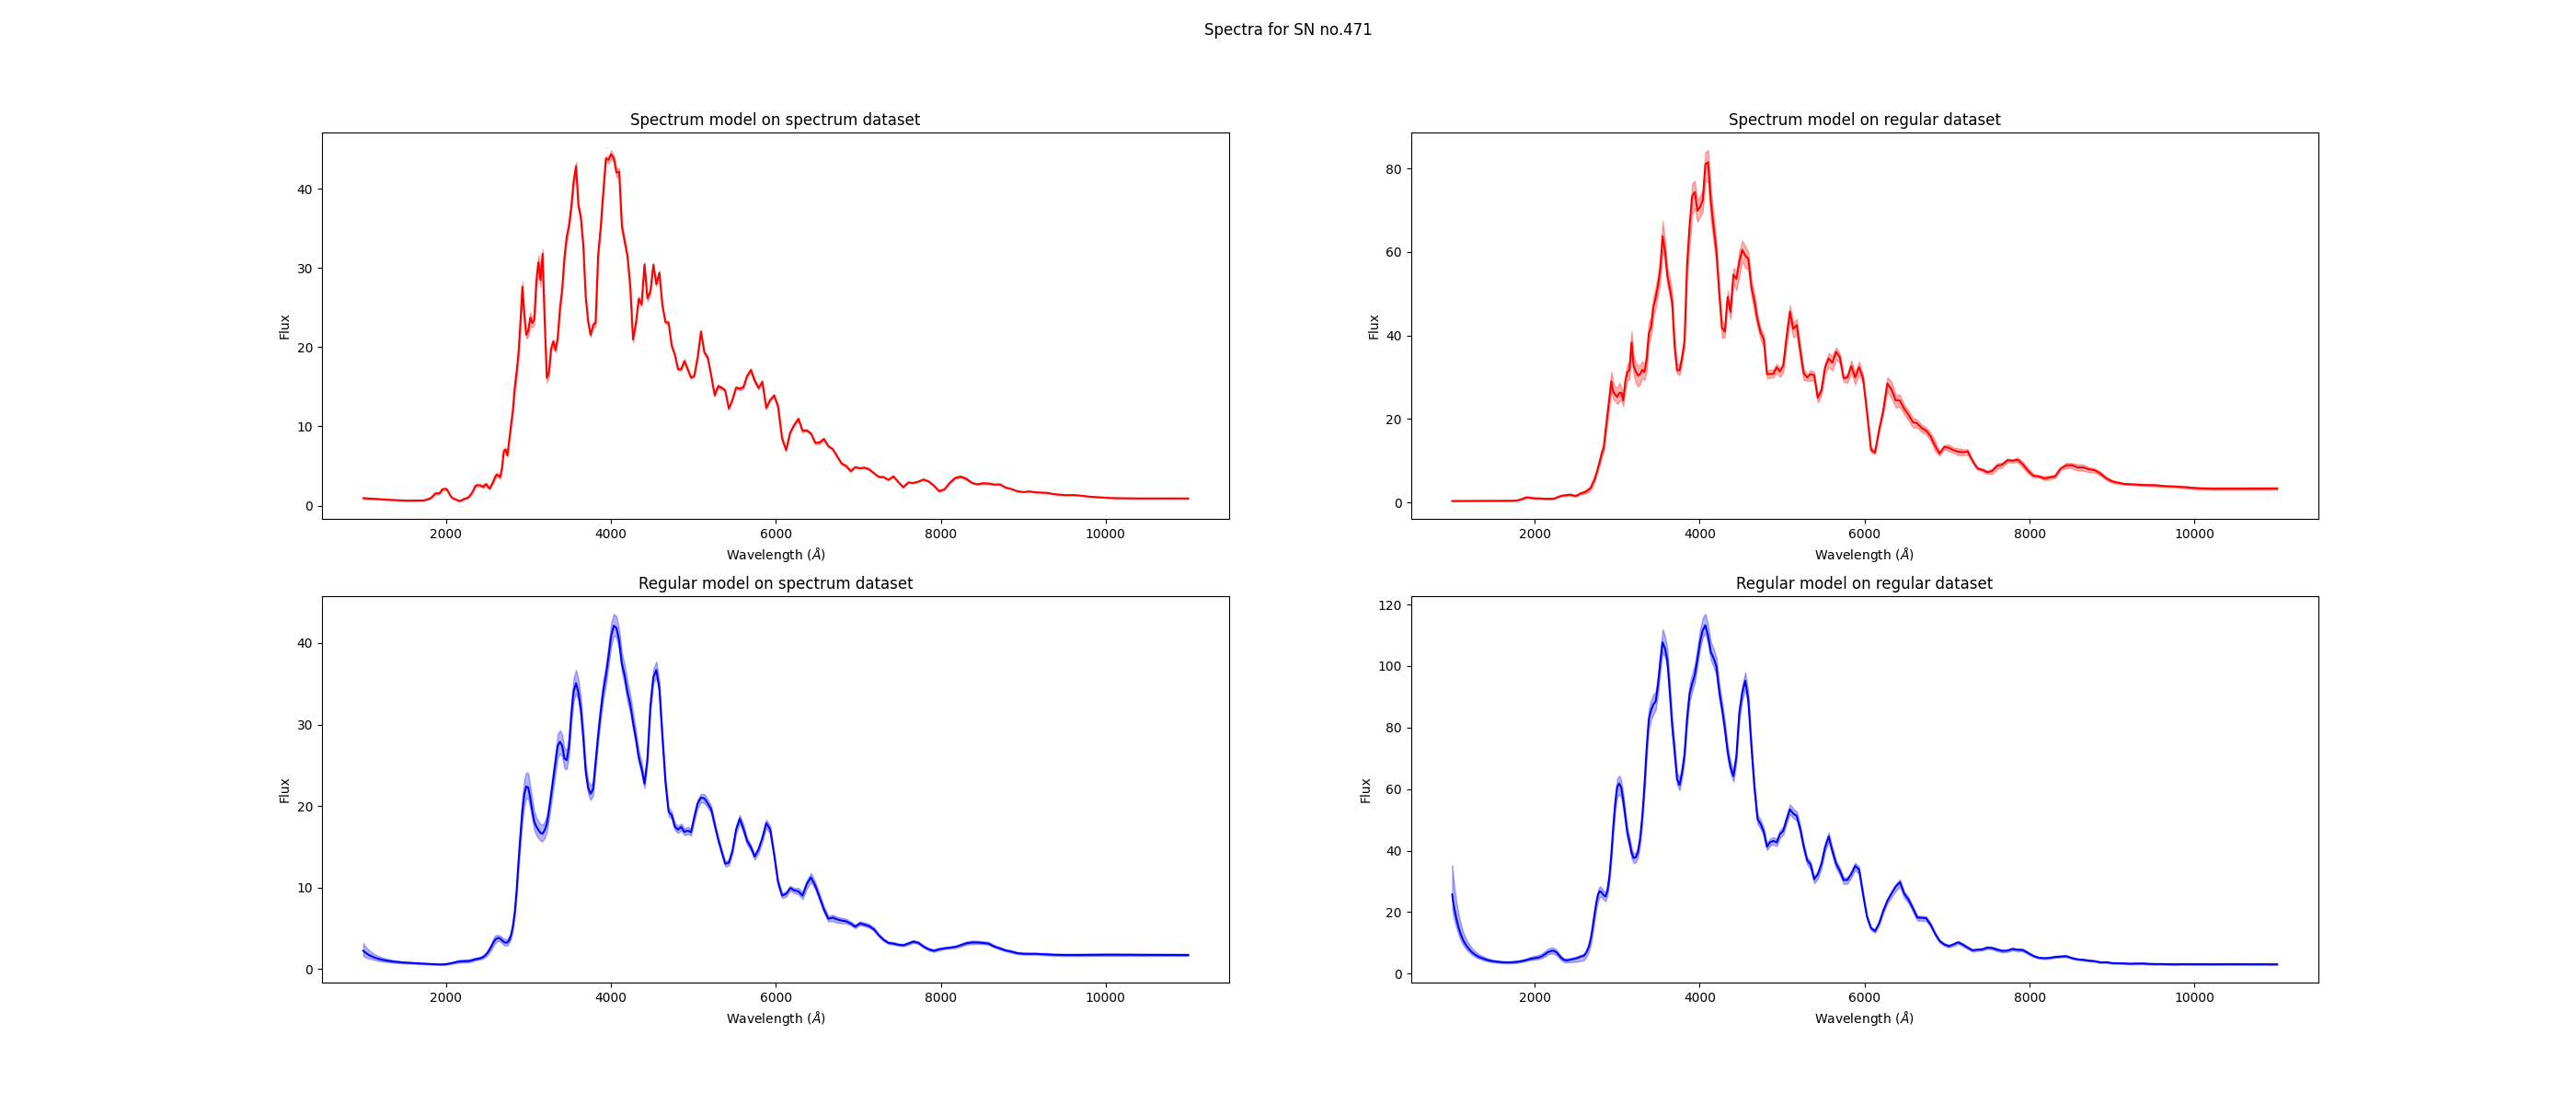 Spectra for SN no.471
Spectrum model on spectrum dataset
40
30
20
10
0
Flux
2000 4000 6000 8000 10000
Wavelength (Å)
Spectrum model on regular dataset
80
60
40
20
0
Flux
2000 4000 6000 8000 10000
Wavelength (Å)
Regular model on spectrum dataset
40
30
20
10
0
Flux
2000 4000 6000 8000 10000
Wavelength (Å)
Regular model on regular dataset
120
100
80
60
40
20
0
Flux
2000 4000 6000 8000 10000
Wavelength (Å)